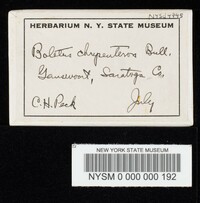 NYSf4848
HERBARIUM N. Y. STATE MUSEUM
Boletus chrysenteron Bull.
Gansevoort, Saratoga Co.
C.H. Peck July
NEW YORK STATE MUSEUM
NYSM 0 000 000 192